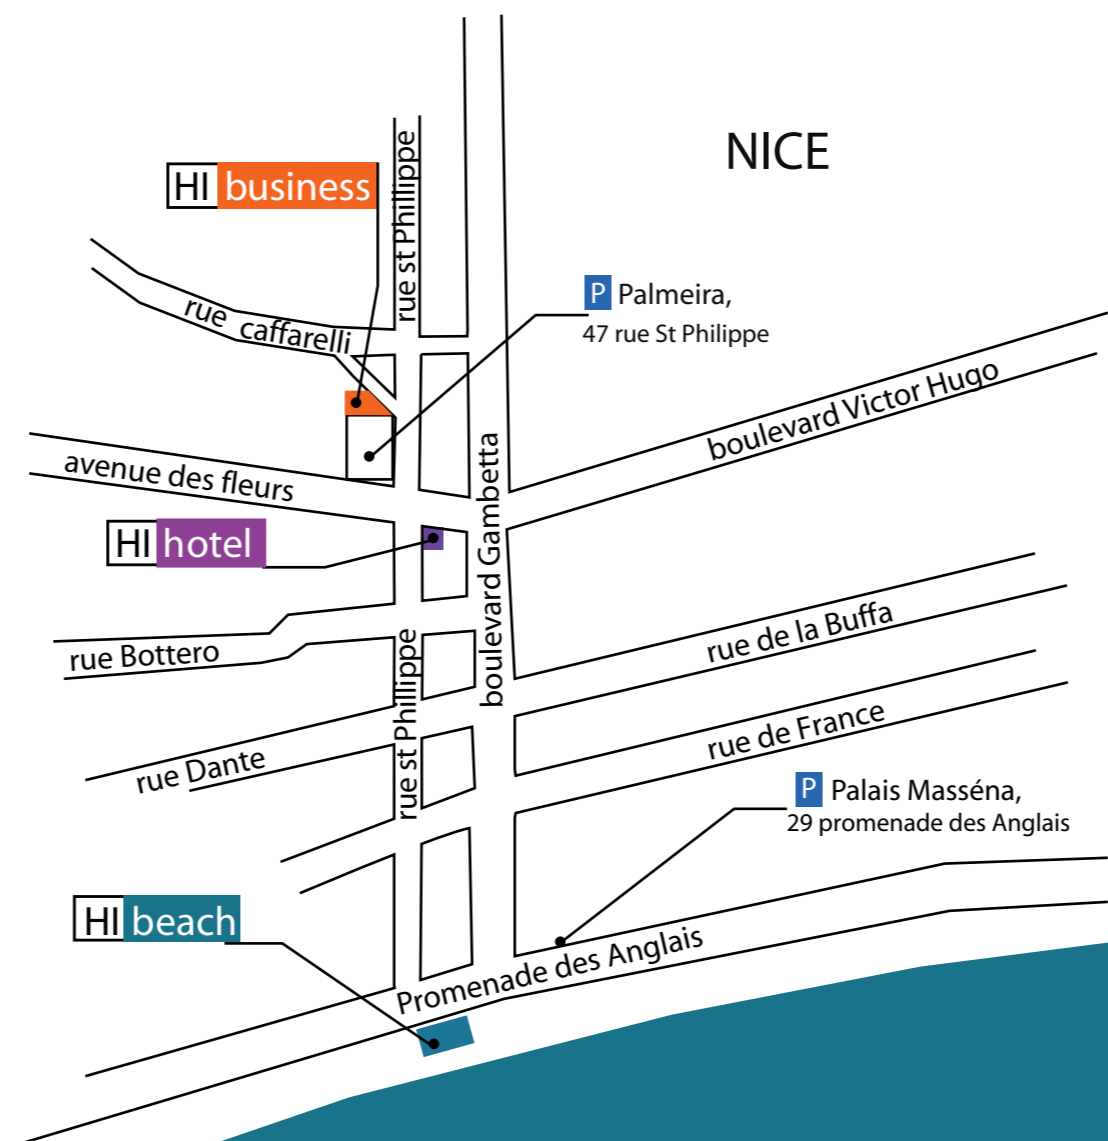 NICE
HI business
rue st Phillippe
P Palmeira,
47 rue St Philippe
rue caffarelli
boulevard Victor Hugo
avenue des fleurs
boulevard Gambetta
HI hotel
rue de la Buffa
rue Bottero
rue st Phillippe
rue de France
rue Dante
P Palais Masséna,
29 promenade des Anglais
HI beach
Promenade des Anglais